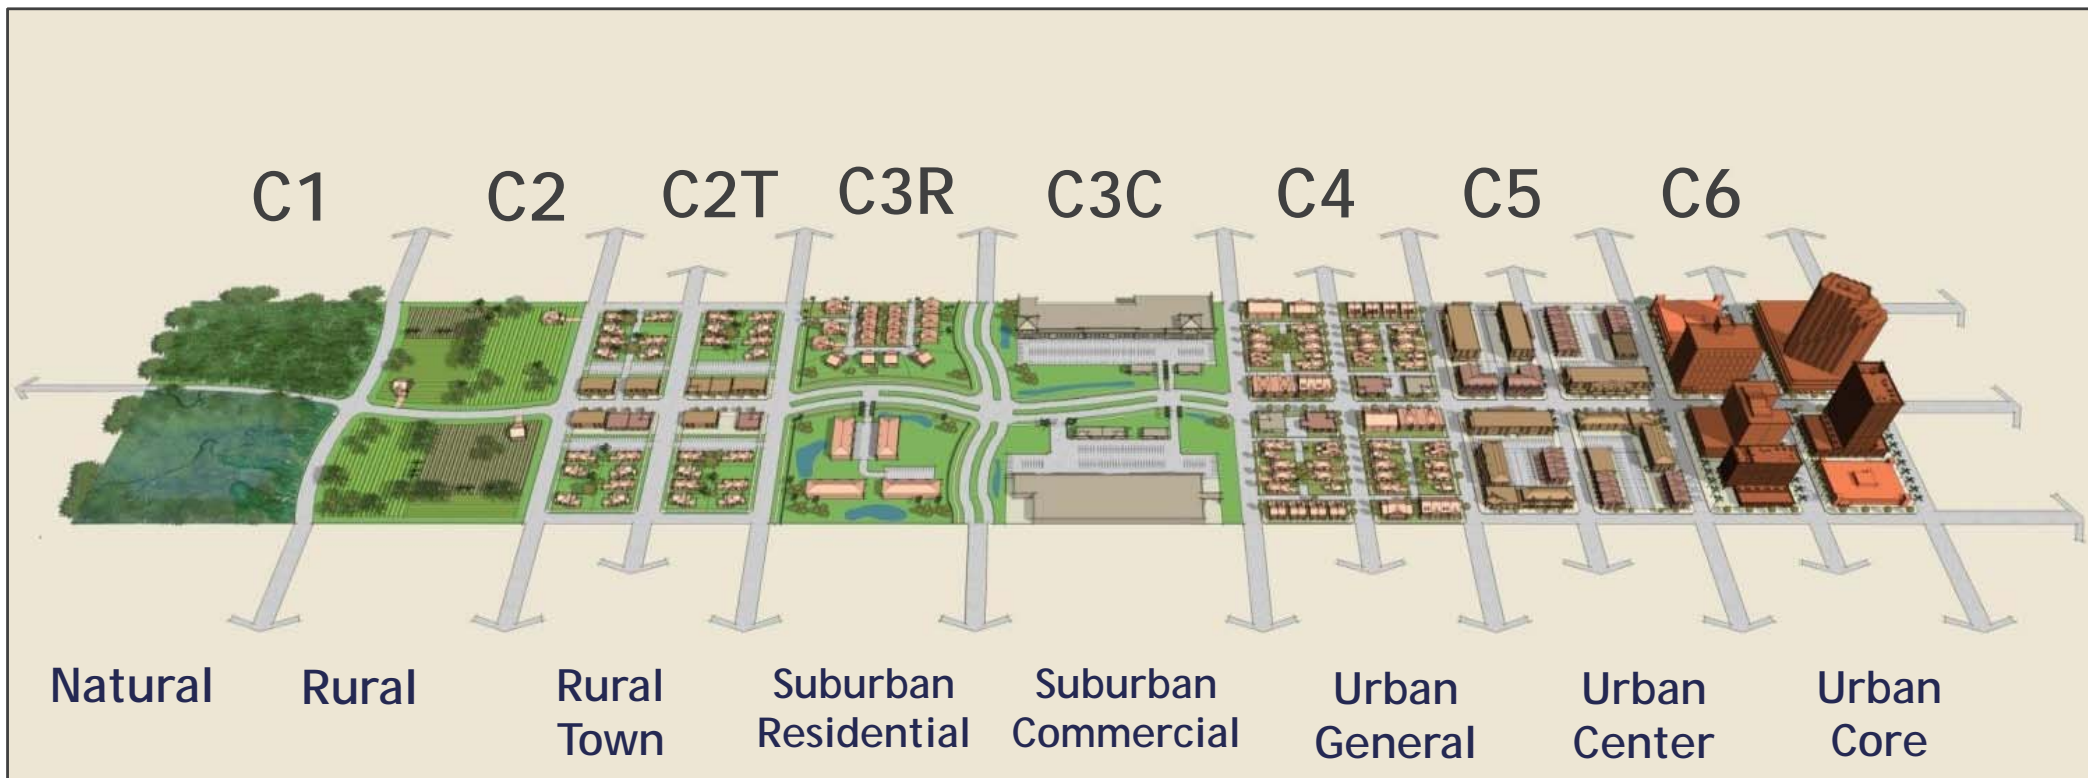 C1 C2 C2T C3R C3C C4 C5 C6
Natural Rural Rural Suburban Suburban Urban Urban Urban
Town Residential Commercial General Center Core